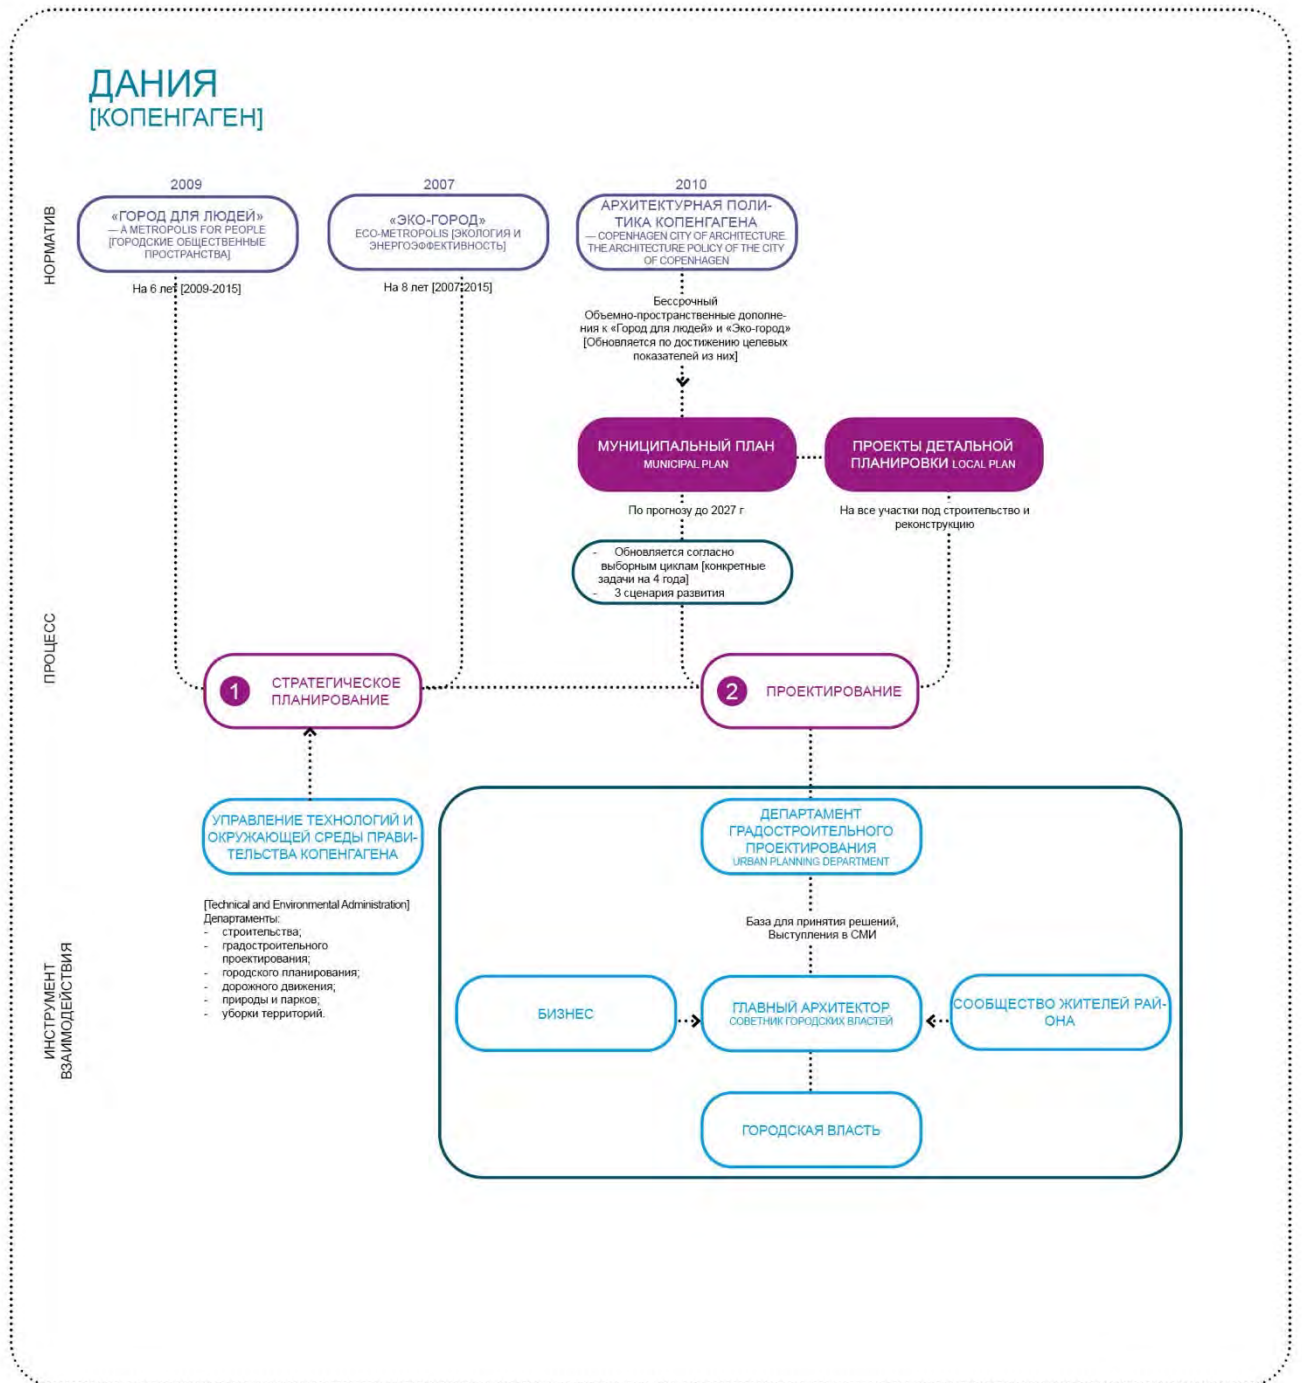 ДАНИЯ
[КОПЕНГАГЕН]
НОРМАТИВ
2009
«ГОРОД ДЛЯ ЛЮДЕЙ»
— A METROPOLIS FOR PEOPLE
[ГОРОДСКИЕ ОБЩЕСТВЕННЫЕ
ПРОСТРАНСТВА]
На 6 лет [2009-2015]
2007
«ЭКО-ГОРОД»
ECO-METROPOLIS [ЭКОЛОГИЯ И
ЭНЕРГОЭФФЕКТИВНОСТЬ]
На 8 лет [2007-2015]
2010
АРХИТЕКТУРНАЯ ПОЛИ-
ТИКА КОПЕНГАГЕНА
— COPENHAGEN CITY OF ARCHITECTURE.
THE ARCHITECTURE POLICY OF THE CITY
OF COPENHAGEN
Бессрочный
Объемно-пространственные дополне-
ния к «Город для людей» и «Эко-город»
[Обновляется по достижению целевых
показателей из них]
МУНИЦИПАЛЬНЫЙ ПЛАН
MUNICIPAL PLAN
ПРОЕКТЫ ДЕТАЛЬНОЙ
ПЛАНИРОВКИ LOCAL PLAN
По прогнозу до 2027 г
На все участки под строительство и
реконструкцию
- Обновляется согласно
выборным циклам [конкретные
задачи на 4 года]
- 3 сценария развития
ПРОЦЕСС
1 СТРАТЕГИЧЕСКОЕ
ПЛАНИРОВАНИЕ
2 ПРОЕКТИРОВАНИЕ
ИНСТРУМЕНТ
ВЗАИМОДЕЙСТВИЯ
УПРАВЛЕНИЕ ТЕХНОЛОГИЙ И
ОКРУЖАЮЩЕЙ СРЕДЫ ПРАВИ-
ТЕЛЬСТВА КОПЕНГАГЕНА
[Technical and Environmental Administration]
Департаменты:
- строительства;
- градостроительного
проектирования;
- городского планирования;
- дорожного движения;
- природы и парков;
- уборки территорий.
ДЕПАРТАМЕНТ
ГРАДОСТРОИТЕЛЬНОГО
ПРОЕКТИРОВАНИЯ
URBAN PLANNING DEPARTMENT
База для принятия решений,
Выступления в СМИ
БИЗНЕС
ГЛАВНЫЙ АРХИТЕКТОР
СОВЕТНИК ГОРОДСКИХ ВЛАСТЕЙ
СООБЩЕСТВО ЖИТЕЛЕЙ РАЙ-
ОНА
ГОРОДСКАЯ ВЛАСТЬ